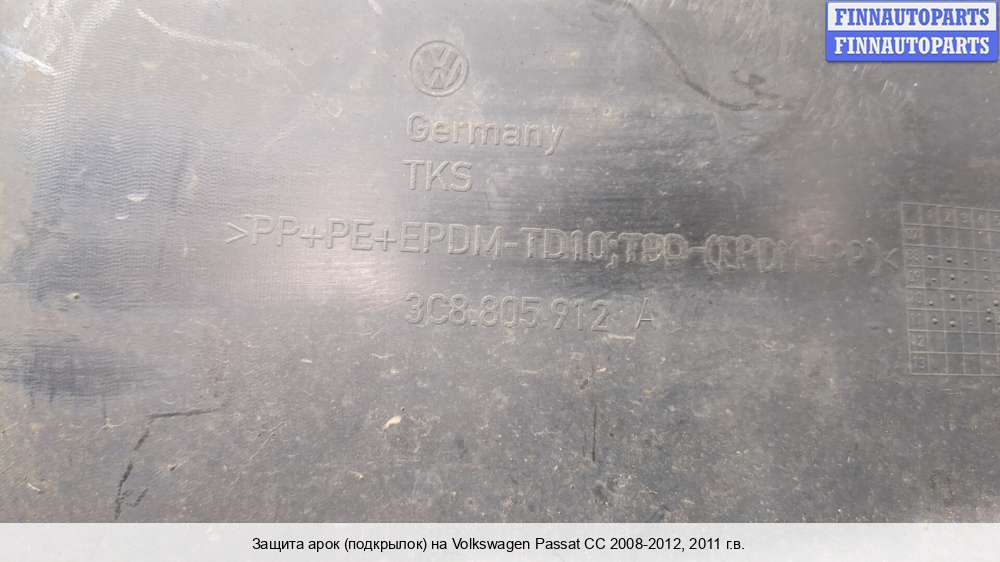 FINNAUTOPARTS
FINNAUTOPARTS
Germany
TKS
>PP+PE+EPDM-TD10;
3C8.805 912 A
Защита арок (подкрылок) на Volkswagen Passat CC 2008-2012, 2011 г.в.